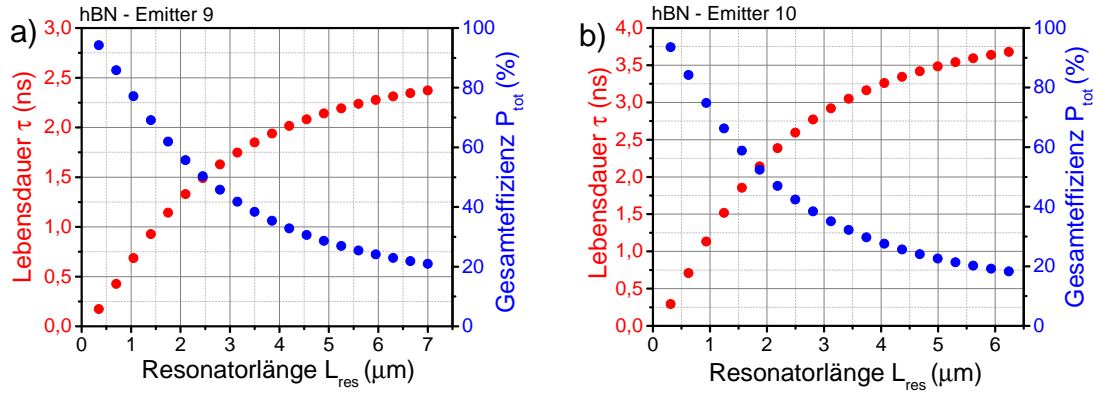 a)
hBN - Emitter 9
Lebensdauer τ (ns)
3,0
2,5
2,0
1,5
1,0
0,5
0,0
0 1 2 3 4 5 6 7
Resonatorlänge L_res (μm)
100
80
60
40
20
0
Gesamteffizienz P_tot (%)
b)
hBN - Emitter 10
Lebensdauer τ (ns)
4,0
3,5
3,0
2,5
2,0
1,5
1,0
0,5
0,0
0 1 2 3 4 5 6
Resonatorlänge L_res (μm)
100
80
60
40
20
0
Gesamteffizienz P_tot (%)